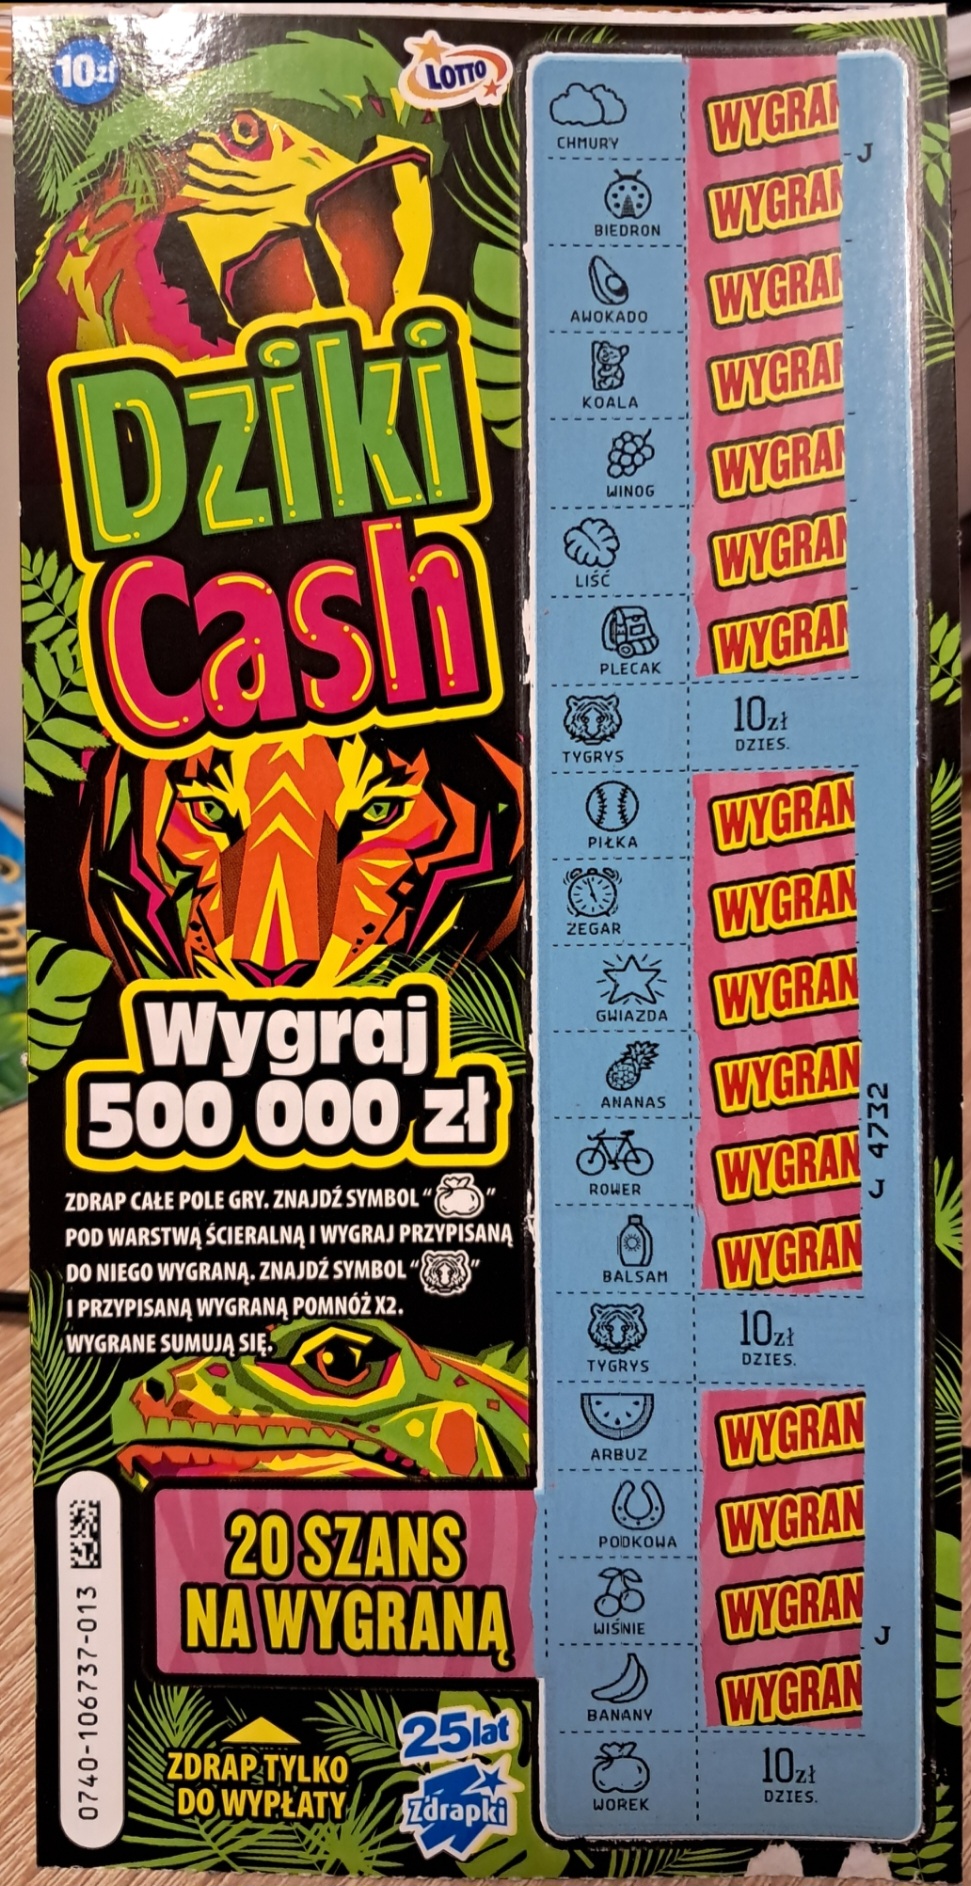 10zł
LOTTO
Dziki
Cash
Wygraj
500 000 zł
ZDRAP CAŁE POLE GRY. ZNAJDŹ SYMBOL “ ”
POD WARSTWĄ ŚCIERALNĄ I WYGRAJ PRZYPISANĄ
DO NIEGO WYGRANĄ. ZNAJDŹ SYMBOL “ ”
I PRZYPISANĄ WYGRANĄ POMNÓŻ X2.
WYGRANE SUMUJĄ SIĘ.
20 SZANS
NA WYGRANĄ
0740-106737-013
ZDRAP TYLKO
DO WYPŁATY
25lat
Zdrapki
CHMURY WYGRAN
J
BIEDRON WYGRAN
AWOKADO WYGRAN
KOALA WYGRAN
WINOG WYGRAN
LIŚĆ WYGRAN
PLECAK WYGRAN
TYGRYS 10zł
DZIES.
PIŁKA WYGRAN
ZEGAR WYGRAN
GWIAZDA WYGRAN
ANANAS WYGRAN
ROWER WYGRAN
J 4732
BALSAM WYGRAN
TYGRYS 10zł
DZIES.
ARBUZ WYGRAN
PODKOWA WYGRAN
WIŚNIE WYGRAN
J
BANANY WYGRAN
WOREK 10zł
DZIES.